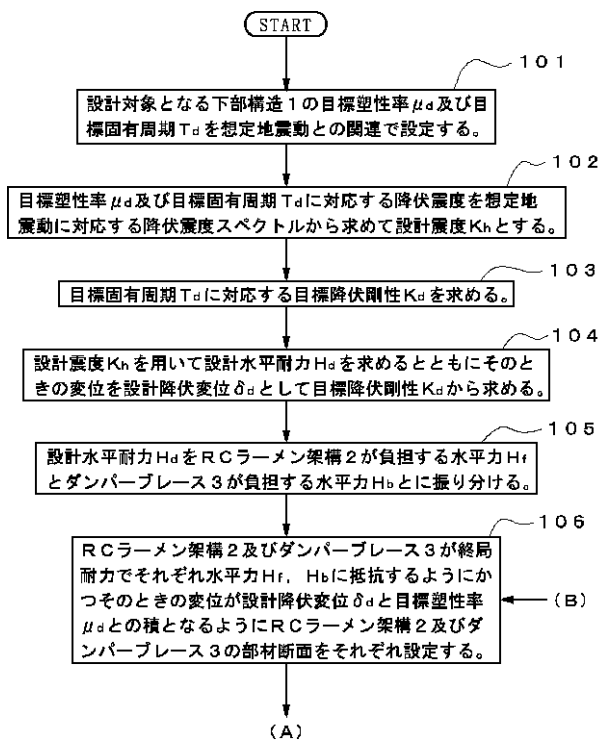 START
101
設計対象となる下部構造1の目標塑性率μd及び目
標固有周期Tdを想定地震動との関連で設定する。
102
目標塑性率μd及び目標固有周期Tdに対応する降伏震度を想定地
震動に対応する降伏震度スペクトルから求めて設計震度Khとする。
103
目標固有周期Tdに対応する目標降伏剛性Kdを求める。
104
設計震度Khを用いて設計水平耐力Hdを求めるとともにそのと
きの変位を設計降伏変位δdとして目標降伏剛性Kdから求める。
105
設計水平耐力HdをRCラーメン架構2が負担する水平力Hf
とダンパーブレース3が負担する水平力Hbとに振り分ける。
106
RCラーメン架構2及びダンパーブレース3が終局
耐力でそれぞれ水平力Hf,Hbに抵抗するようにか
つそのときの変位が設計降伏変位δdと目標塑性率
μdとの積となるようにRCラーメン架構2及びダ
ンパーブレース3の部材断面をそれぞれ設定する。
(B)
(A)